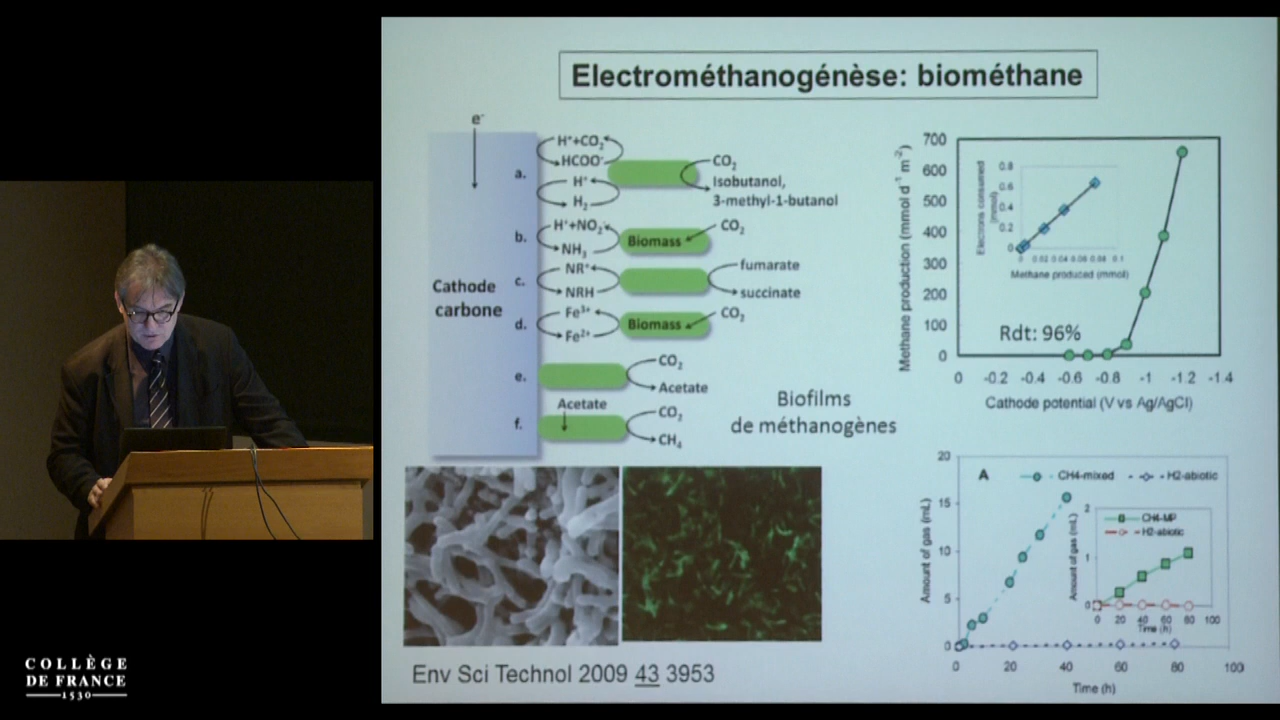 Electrométhanogénèse: biométhane
e-
Cathode
carbone
a.
H⁺+CO₂
HCOO⁻
H⁺
H₂
CO₂
Isobutanol,
3-methyl-1-butanol
b.
H⁺+NO₂⁻
NH₃
Biomass
CO₂
c.
NR⁺
NRH
fumarate
succinate
d.
Fe³⁺
Fe²⁺
Biomass
CO₂
e.
CO₂
Acetate
f.
Acetate
CO₂
CH₄
Biofilms
de méthanogènes
Methane production (mmol d⁻¹ m⁻²)
700
600
500
400
300
200
100
0
0 -0.2 -0.4 -0.6 -0.8 -1 -1.2 -1.4
Cathode potential (V vs Ag/AgCl)
Rdt: 96%
Electrons consumed
(mmol)
0.8
0.6
0.4
0.2
0
0 0.02 0.04 0.06 0.08 0.1
Methane produced (mmol)
A
CH4-mixed
H2-abiotic
Amount of gas (mL)
20
15
10
5
0
0 20 40 60 80 100
Time (h)
CH4-MP
H2-abiotic
Amount of gas (mL)
2
1
0
0 20 40 60 80 100
Time (h)
Env Sci Technol 2009 43 3953
COLLÈGE
DE FRANCE
1530